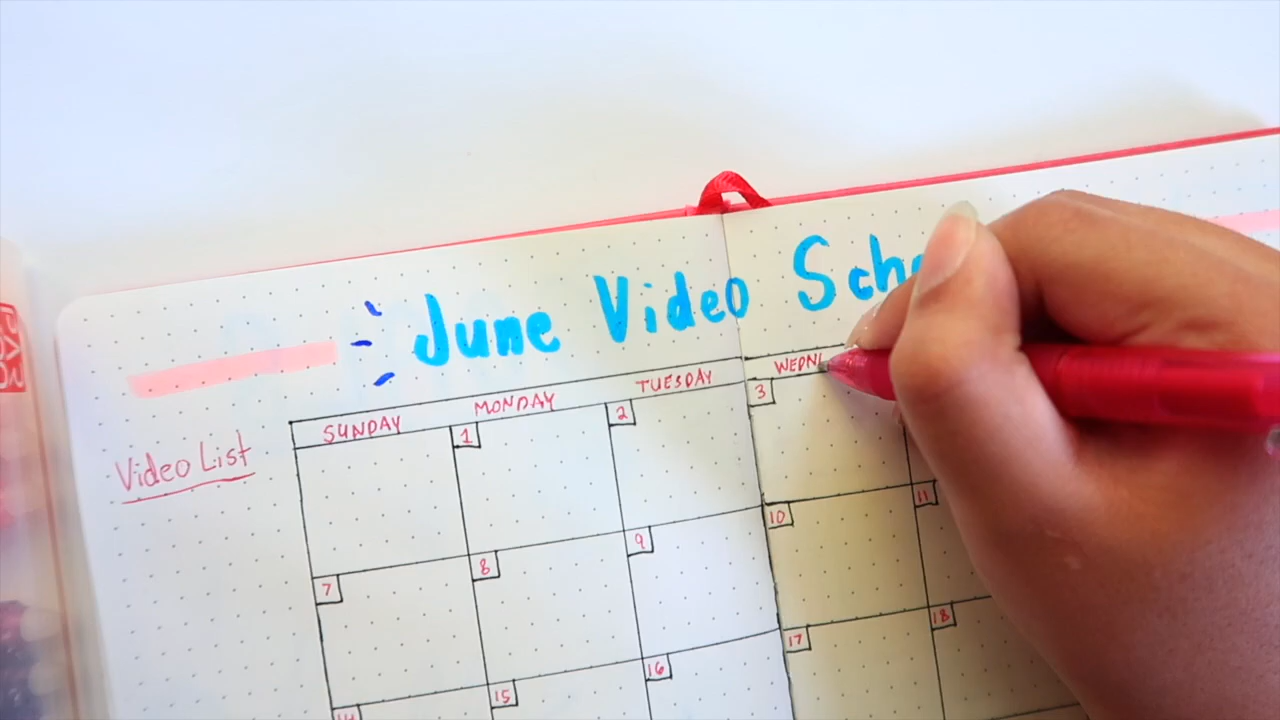 June Video Sch
SUNDAY MONDAY TUESDAY WEDN
Video List
1 2 3
7 8 9 10 11
14 15 16 17 18